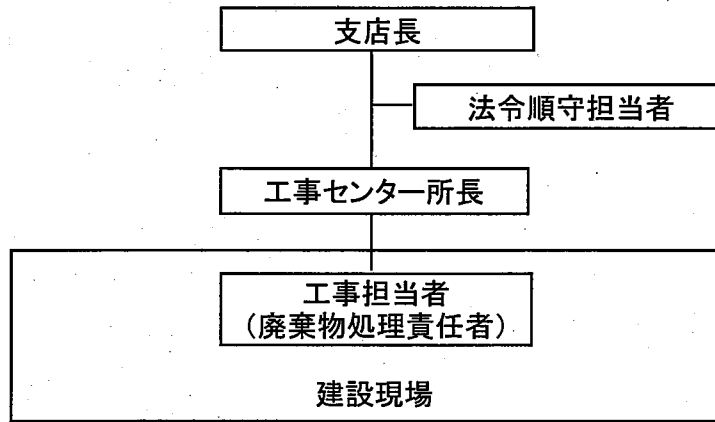 支店長
法令順守担当者
工事センター所長
工事担当者
（廃棄物処理責任者）
建設現場